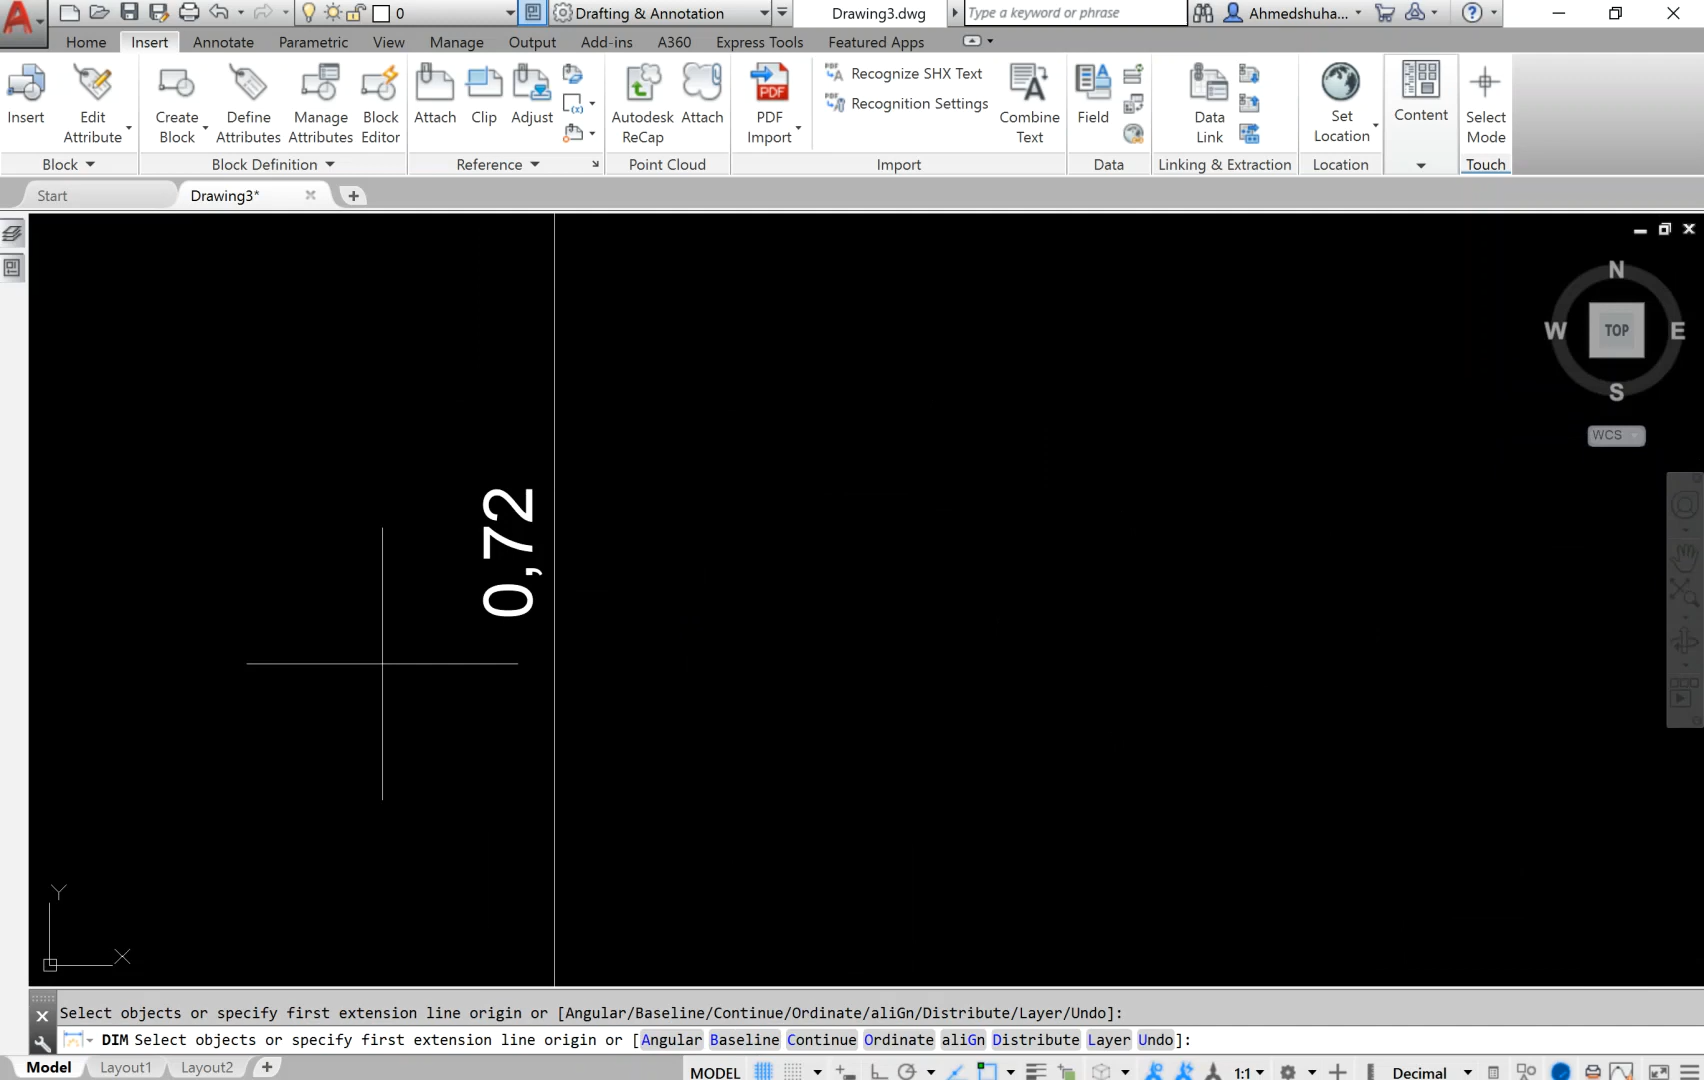 0
Drafting & Annotation
Drawing3.dwg
Type a keyword or phrase
Ahmedshuha...
Home Insert Annotate Parametric View Manage Output Add-ins A360 Express Tools Featured Apps
Insert
Edit Attribute
Create Block
Define Attributes
Manage Attributes
Block Editor
Attach
Clip
Adjust
Autodesk ReCap
Attach
PDF Import
Recognize SHX Text
Recognition Settings
Combine Text
Field
Data Link
Set Location
Content
Select Mode
Block Block Definition Reference Point Cloud Import Data Linking & Extraction Location Touch
Start Drawing3*
N
W TOP E
S
WCS
0,72
Y
X
Select objects or specify first extension line origin or [Angular/Baseline/Continue/Ordinate/aliGn/Distribute/Layer/Undo]:
DIM Select objects or specify first extension line origin or [Angular Baseline Continue Ordinate aliGn Distribute Layer Undo]:
Model Layout1 Layout2
MODEL 1:1 Decimal